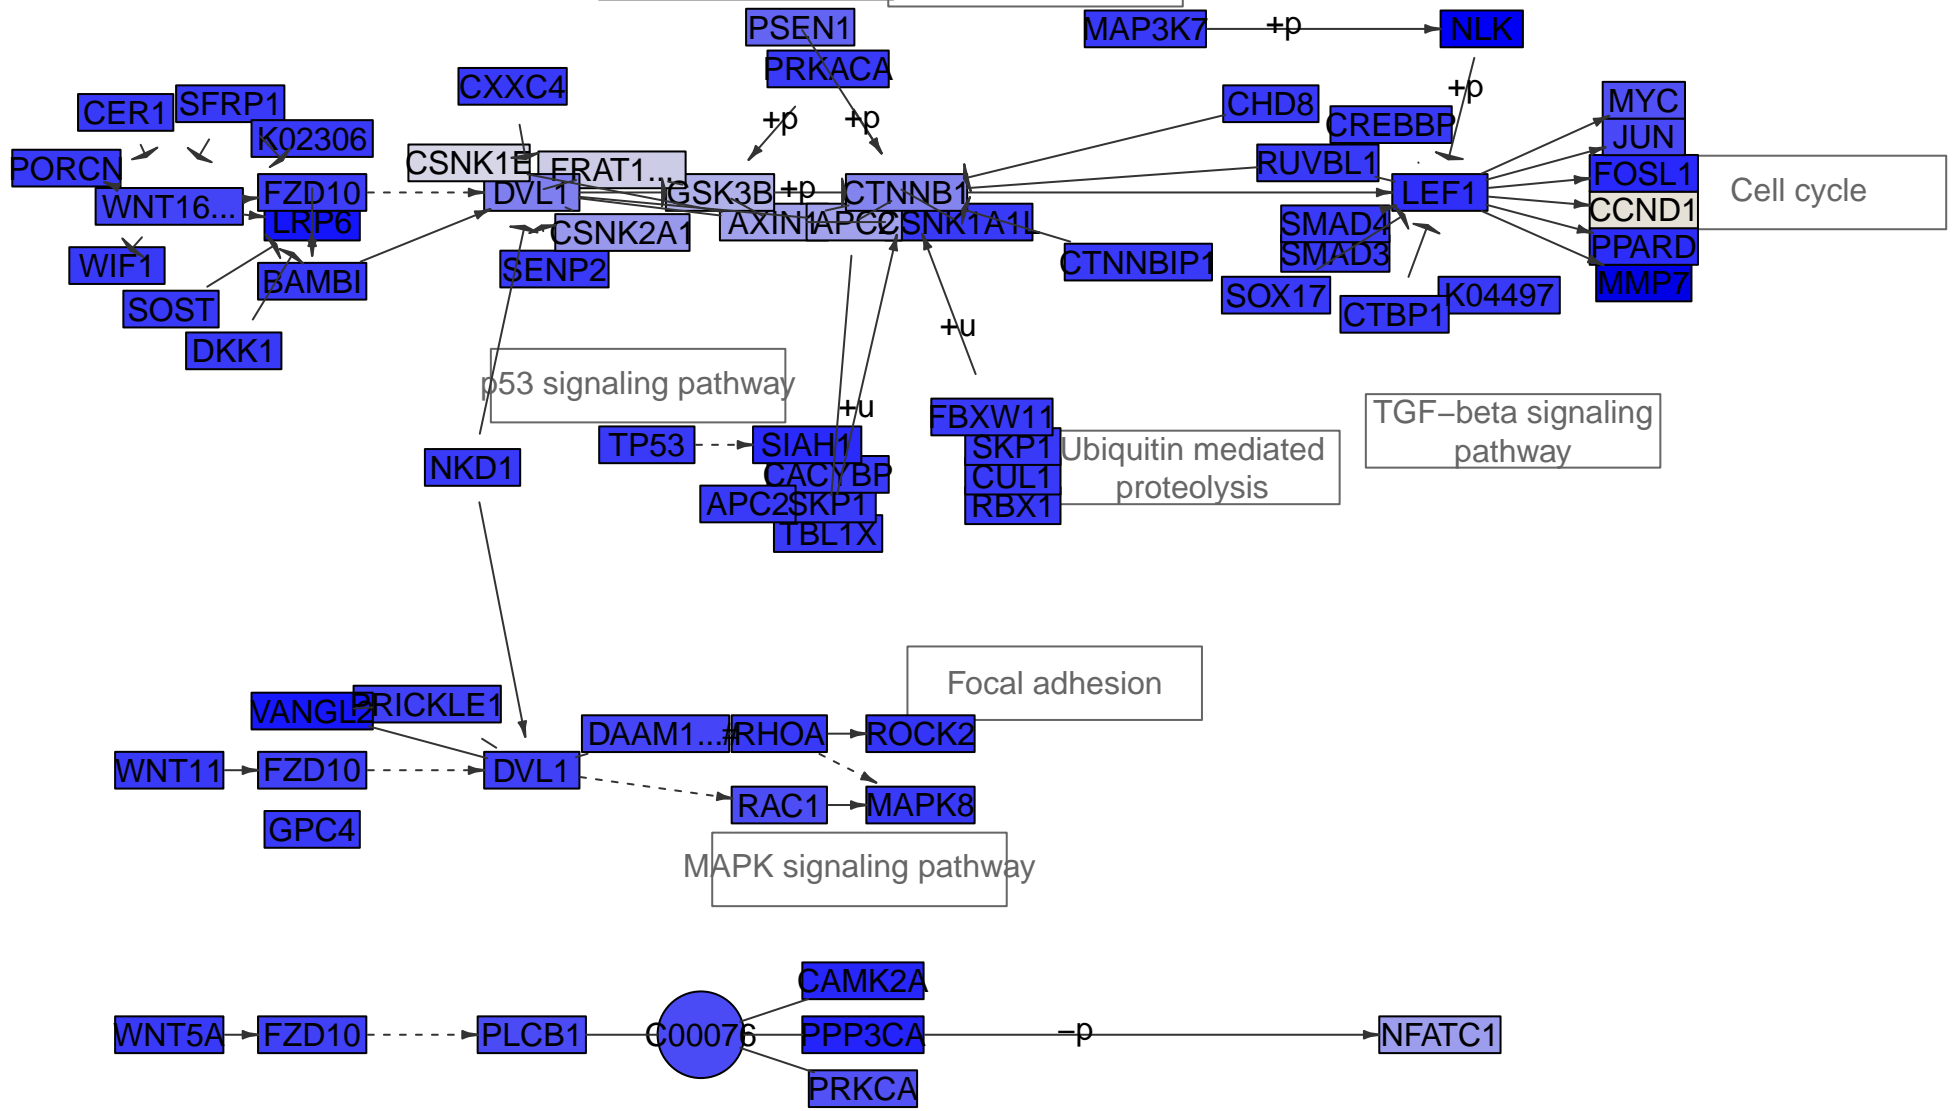 PSEN1
MAP3K7
+p
NLK
PRKACA
CXXC4
+p
+p
+p
CER1
SFRP1
K02306
CHD8
CREBBP
MYC
JUN
PORCN
CSNK1E
FRAT1...
RUVBL1
FOSL1
Cell cycle
WNT16...
FZD10
LRP6
DVL1
GSK3B
+p
CTNNB1
LEF1
CCND1
AXIN1
APC2
CSNK1A1L
CSNK2A1
SMAD4
SMAD3
PPARD
MMP7
WIF1
BAMBI
SENP2
CTNNBIP1
SOST
SOX17
CTBP1
K04497
DKK1
+u
p53 signaling pathway
+u
FBXW11
TGF−beta signaling
pathway
TP53
SIAH1
SKP1
Ubiquitin mediated
proteolysis
NKD1
CACYBP
CUL1
APC2
SKP1
RBX1
TBL1X
Focal adhesion
VANGL2
PRICKLE1
DAAM1...#
RHOA
ROCK2
WNT11
FZD10
DVL1
RAC1
MAPK8
GPC4
MAPK signaling pathway
CAMK2A
WNT5A
FZD10
PLCB1
C00076
PPP3CA
−p
NFATC1
PRKCA